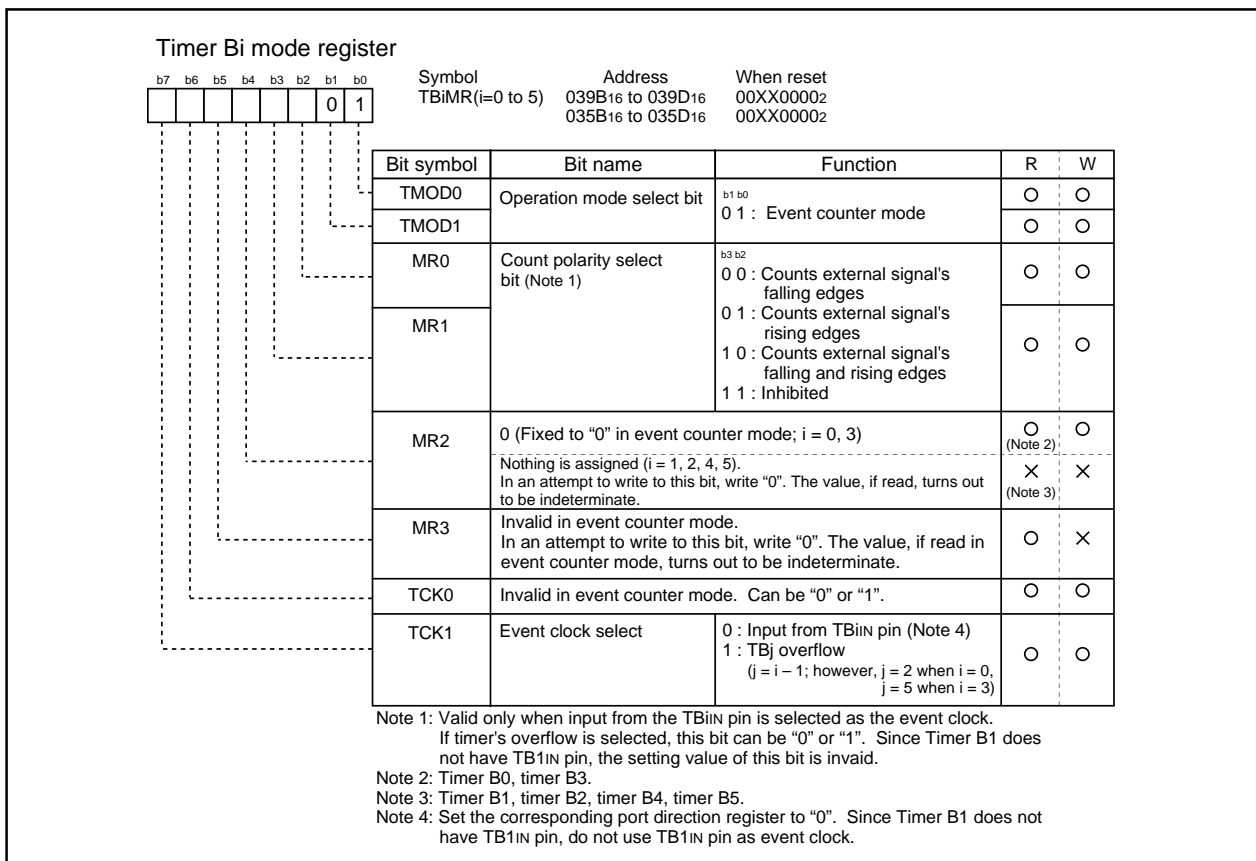 Timer Bi mode register
b7 b6 b5 b4 b3 b2 b1 b0
0 1
Symbol Address When reset
TBiMR(i=0 to 5) 039B16 to 039D16 00XX00002
035B16 to 035D16 00XX00002
Bit symbol Bit name Function R W
TMOD0 Operation mode select bit b1 b0
0 1 : Event counter mode
TMOD1
MR0 Count polarity select
bit (Note 1)
b3 b2
0 0 : Counts external signal's
falling edges
0 1 : Counts external signal's
rising edges
1 0 : Counts external signal's
falling and rising edges
1 1 : Inhibited
MR1
MR2 0 (Fixed to “0” in event counter mode; i = 0, 3)
(Note 2)
Nothing is assigned (i = 1, 2, 4, 5).
In an attempt to write to this bit, write “0”. The value, if read, turns out
to be indeterminate.
(Note 3)
MR3 Invalid in event counter mode.
In an attempt to write to this bit, write “0”. The value, if read in
event counter mode, turns out to be indeterminate.
TCK0 Invalid in event counter mode. Can be “0” or “1”.
TCK1 Event clock select 0 : Input from TBiIN pin (Note 4)
1 : TBj overflow
(j = i – 1; however, j = 2 when i = 0,
j = 5 when i = 3)
Note 1: Valid only when input from the TBiIN pin is selected as the event clock.
If timer's overflow is selected, this bit can be “0” or “1”. Since Timer B1 does
not have TB1IN pin, the setting value of this bit is invaid.
Note 2: Timer B0, timer B3.
Note 3: Timer B1, timer B2, timer B4, timer B5.
Note 4: Set the corresponding port direction register to “0”. Since Timer B1 does not
have TB1IN pin, do not use TB1IN pin as event clock.